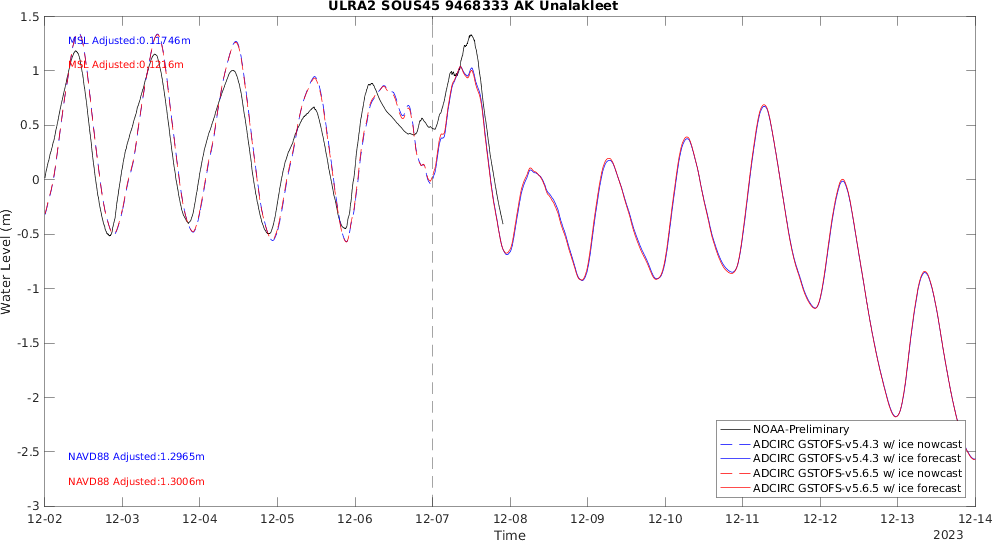 ULRA2 SOUS45 9468333 AK Unalakleet
1.5
1
0.5
0
-0.5
-1
-1.5
-2
-2.5
-3
Water Level (m)
MSL Adjusted:0.11746m
MSL Adjusted:0.1216m
NAVD88 Adjusted:1.2965m
NAVD88 Adjusted:1.3006m
NOAA-Preliminary
ADCIRC GSTOFS-v5.4.3 w/ ice nowcast
ADCIRC GSTOFS-v5.4.3 w/ ice forecast
ADCIRC GSTOFS-v5.6.5 w/ ice nowcast
ADCIRC GSTOFS-v5.6.5 w/ ice forecast
12-02 12-03 12-04 12-05 12-06 12-07 12-08 12-09 12-10 12-11 12-12 12-13 12-14
Time
2023